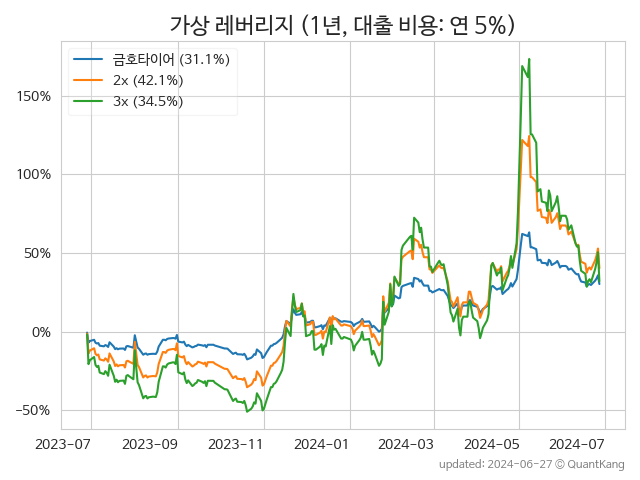 가상 레버리지 (1년, 대출 비용: 연 5%)
금호타이어 (31.1%)
2x (42.1%)
3x (34.5%)
150%
100%
50%
0%
−50%
2023-07
2023-09
2023-11
2024-01
2024-03
2024-05
2024-07
updated: 2024-06-27 © QuantKang